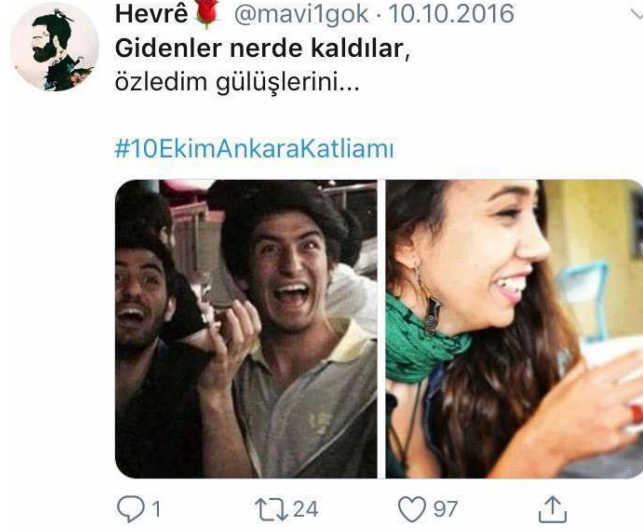 Hevrê🌹 @mavi1gok · 10.10.2016
Gidenler nerde kaldılar,
özledim gülüşlerini...
#10EkimAnkaraKatliamı
1 24 97